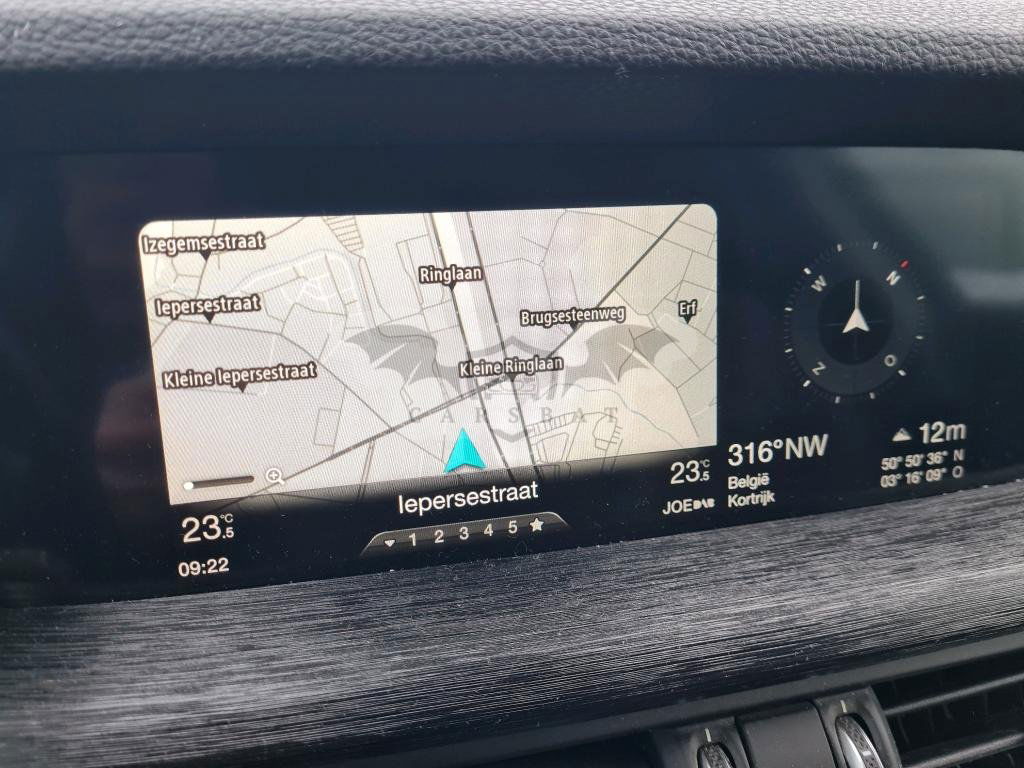 Izegemsestraat
Ringlaan
Iepersestraat
Brugsesteenweg
Erf
Kleine Ringlaan
Kleine Iepersestraat
CARSBAT
Iepersestraat
23.5°C
09:22
1 2 3 4 5
23.5°C
JOE DAB
316°NW
België
Kortrijk
12m
50° 50' 36" N
03° 16' 09" O
W
N
Z
O